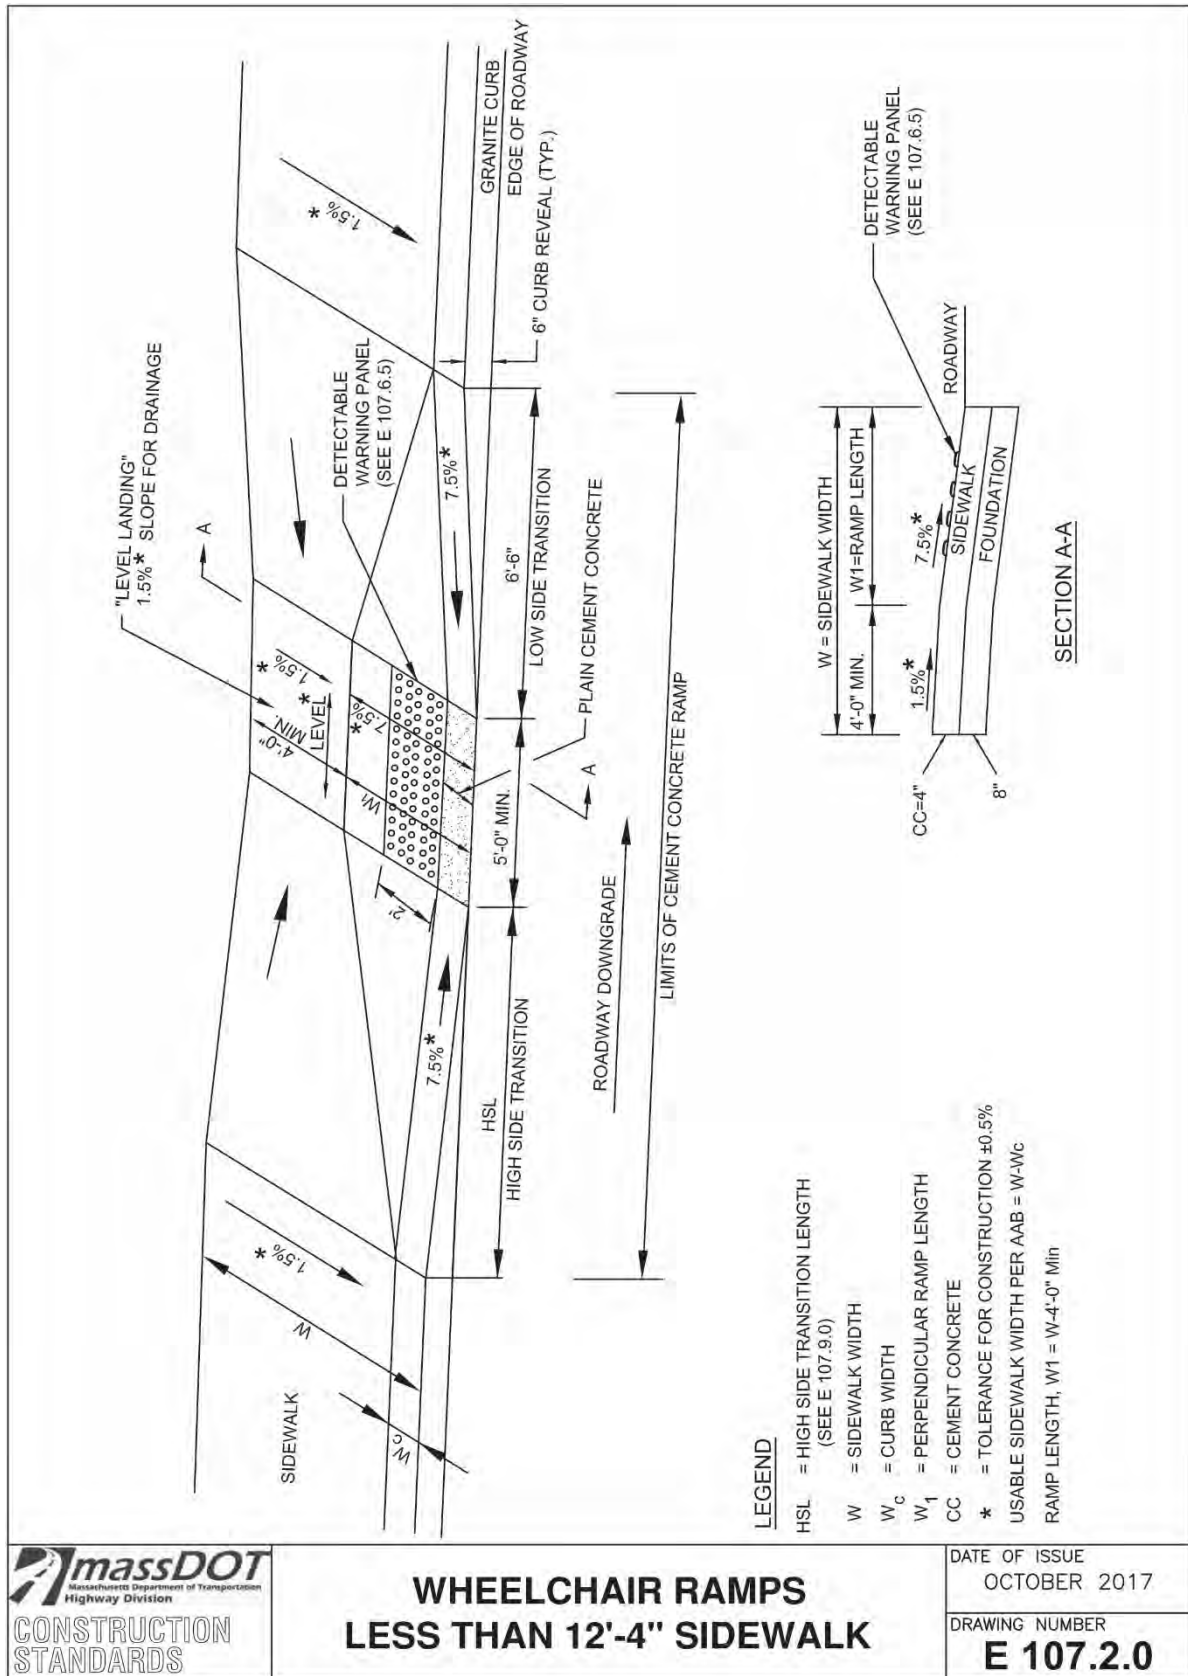 "LEVEL LANDING"
1.5%* SLOPE FOR DRAINAGE
A
1.5%*
GRANITE CURB
EDGE OF ROADWAY
6" CURB REVEAL (TYP.)
DETECTABLE
WARNING PANEL
(SEE E 107.6.5)
7.5%*
6'-6"
LOW SIDE TRANSITION
PLAIN CEMENT CONCRETE
1.5%*
4'-0"
MIN.
LEVEL*
7.5%*
W1
2'
A
5'-0" MIN.
7.5%*
HSL
HIGH SIDE TRANSITION
ROADWAY DOWNGRADE
LIMITS OF CEMENT CONCRETE RAMP
1.5%*
W
SIDEWALK
Wc
DETECTABLE
WARNING PANEL
(SEE E 107.6.5)
W = SIDEWALK WIDTH
4'-0" MIN.
W1=RAMP LENGTH
1.5%*
7.5%*
ROADWAY
SIDEWALK
FOUNDATION
CC=4"
8"
SECTION A-A
LEGEND
HSL = HIGH SIDE TRANSITION LENGTH
(SEE E 107.9.0)
W = SIDEWALK WIDTH
Wc = CURB WIDTH
W1 = PERPENDICULAR RAMP LENGTH
CC = CEMENT CONCRETE
* = TOLERANCE FOR CONSTRUCTION ±0.5%
USABLE SIDEWALK WIDTH PER AAB = W-Wc
RAMP LENGTH, W1 = W-4'-0" Min
massDOT
Massachusetts Department of Transportation
Highway Division
CONSTRUCTION
STANDARDS
WHEELCHAIR RAMPS
LESS THAN 12'-4" SIDEWALK
DATE OF ISSUE
OCTOBER 2017
DRAWING NUMBER
E 107.2.0